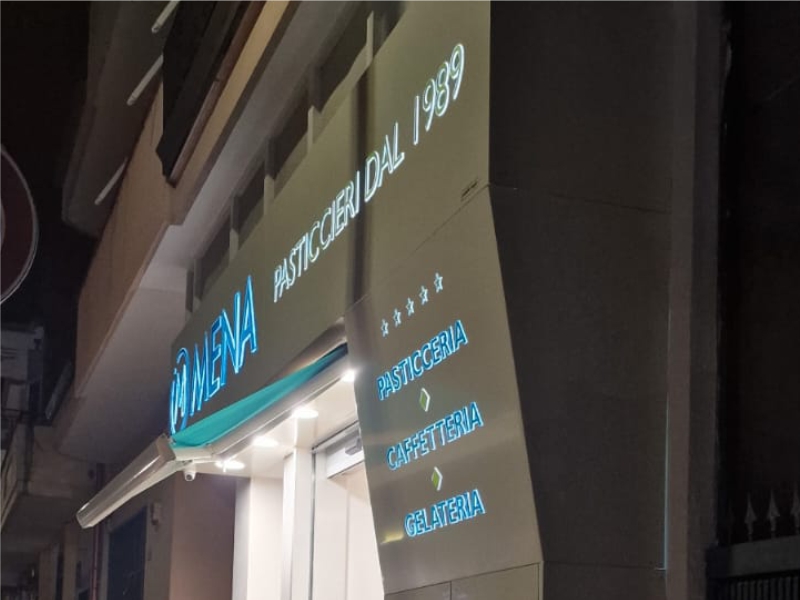 MENA
PASTICCIERI DAL 1989
PASTICCERIA
CAFFETTERIA
GELATERIA